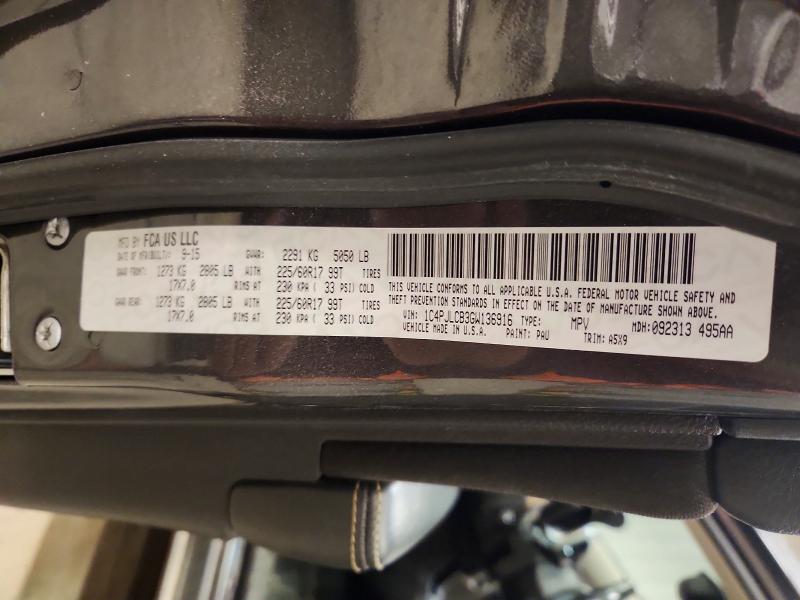 MFD BY FCA US LLC
DATE OF MFR(BUILT): 9-15 GVWR: 2291 KG 5050 LB
GAWR FRONT: 1273 KG 2805 LB WITH 225/60R17 99T TIRES
17X7.0 RIMS AT 230 KPA ( 33 PSI) COLD
GAWR REAR: 1273 KG 2805 LB WITH 225/60R17 99T TIRES
17X7.0 RIMS AT 230 KPA ( 33 PSI) COLD
THIS VEHICLE CONFORMS TO ALL APPLICABLE U.S.A. FEDERAL MOTOR VEHICLE SAFETY AND
THEFT PREVENTION STANDARDS IN EFFECT ON THE DATE OF MANUFACTURE SHOWN ABOVE.
VIN: 1C4PJLCB3GW136916 TYPE: MPV MDH: 092313 495AA
VEHICLE MADE IN U.S.A. PAINT: PAU TRIM: A5X9